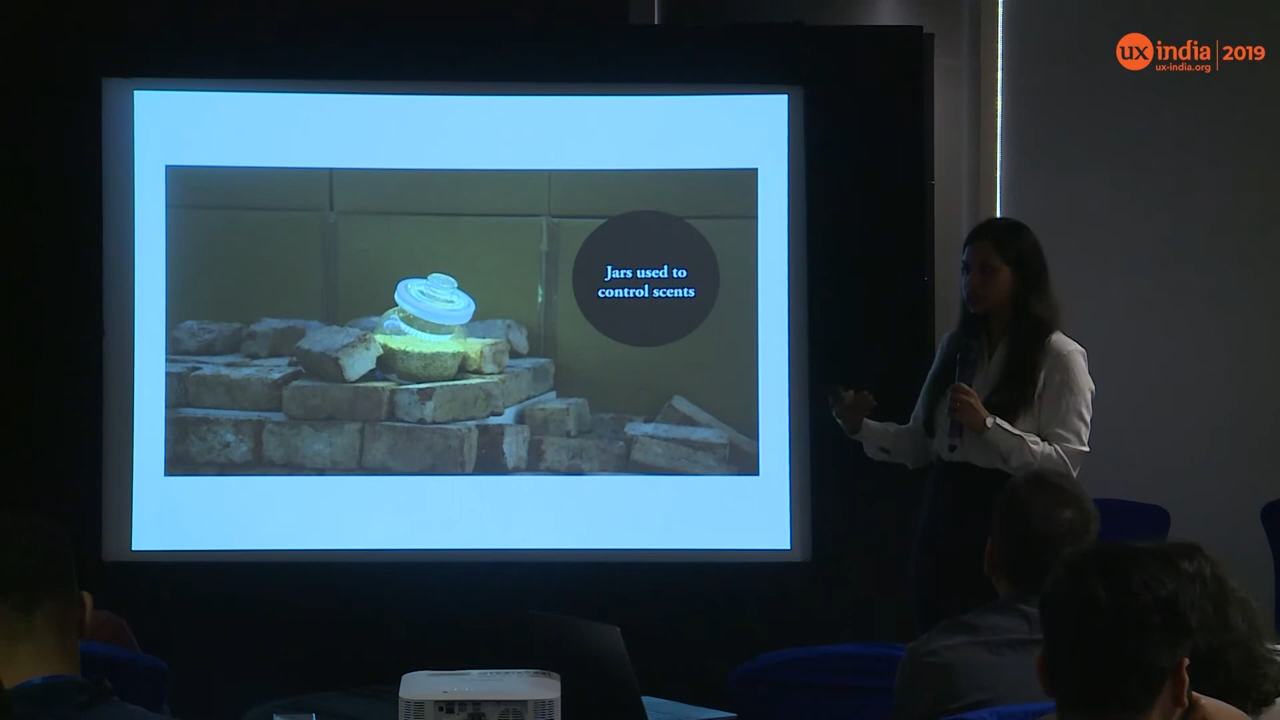 ux india 2019
ux-india.org
Jars used to
control scents